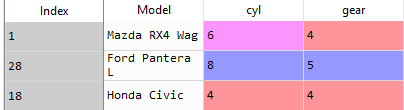 Index Model cyl gear
1 Mazda RX4 Wag 6 4
28 Ford Pantera L 8 5
18 Honda Civic 4 4